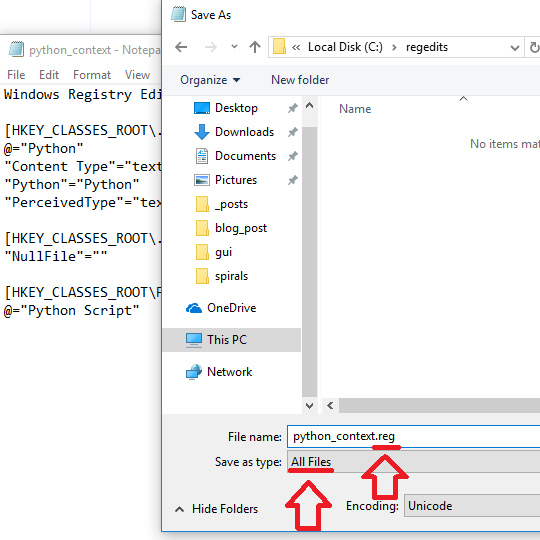 Save As
« Local Disk (C:) > regedits
python_context - Notepa
File Edit Format View
Organize
New folder
Windows Registry Edi
[HKEY_CLASSES_ROOT\.
@="Python"
"Content Type"="text
"Python"="Python"
"PerceivedType"="tex
[HKEY_CLASSES_ROOT\.
"NullFile"=""
[HKEY_CLASSES_ROOT\P
@="Python Script"
Desktop
Downloads
Documents
Pictures
_posts
blog_post
gui
spirals
OneDrive
This PC
Network
Name
No items mat
File name: python_context.reg
Save as type: All Files
Hide Folders
Encoding: Unicode